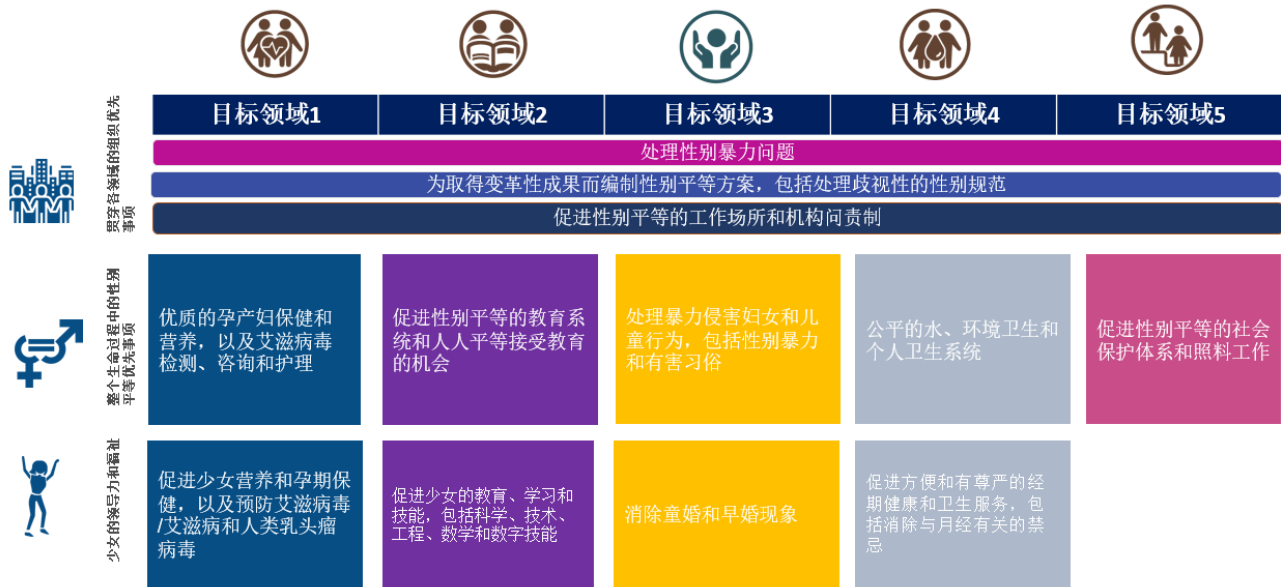 目标领域1
目标领域2
目标领域3
目标领域4
目标领域5
贯穿各领域的组织优先
事项
处理性别暴力问题
为取得变革性成果而编制性别平等方案，包括处理歧视性的性别规范
促进性别平等的工作场所和机构问责制
整个生命过程中的性别
平等优先事项
优质的孕产妇保健和
营养，以及艾滋病毒
检测、咨询和护理
促进性别平等的教育系
统和人人平等接受教育
的机会
处理暴力侵害妇女和儿
童行为，包括性别暴力
和有害习俗
公平的水、环境卫生和
个人卫生系统
促进性别平等的社会
保护体系和照料工作
少女的领导力和福祉
促进少女营养和孕期保
健，以及预防艾滋病毒
/艾滋病和人类乳头瘤
病毒
促进少女的教育、学习和
技能，包括科学、技术、
工程、数学和数字技能
消除童婚和早婚现象
促进方便和有尊严的经
期健康和卫生服务，包
括消除与月经有关的禁
忌